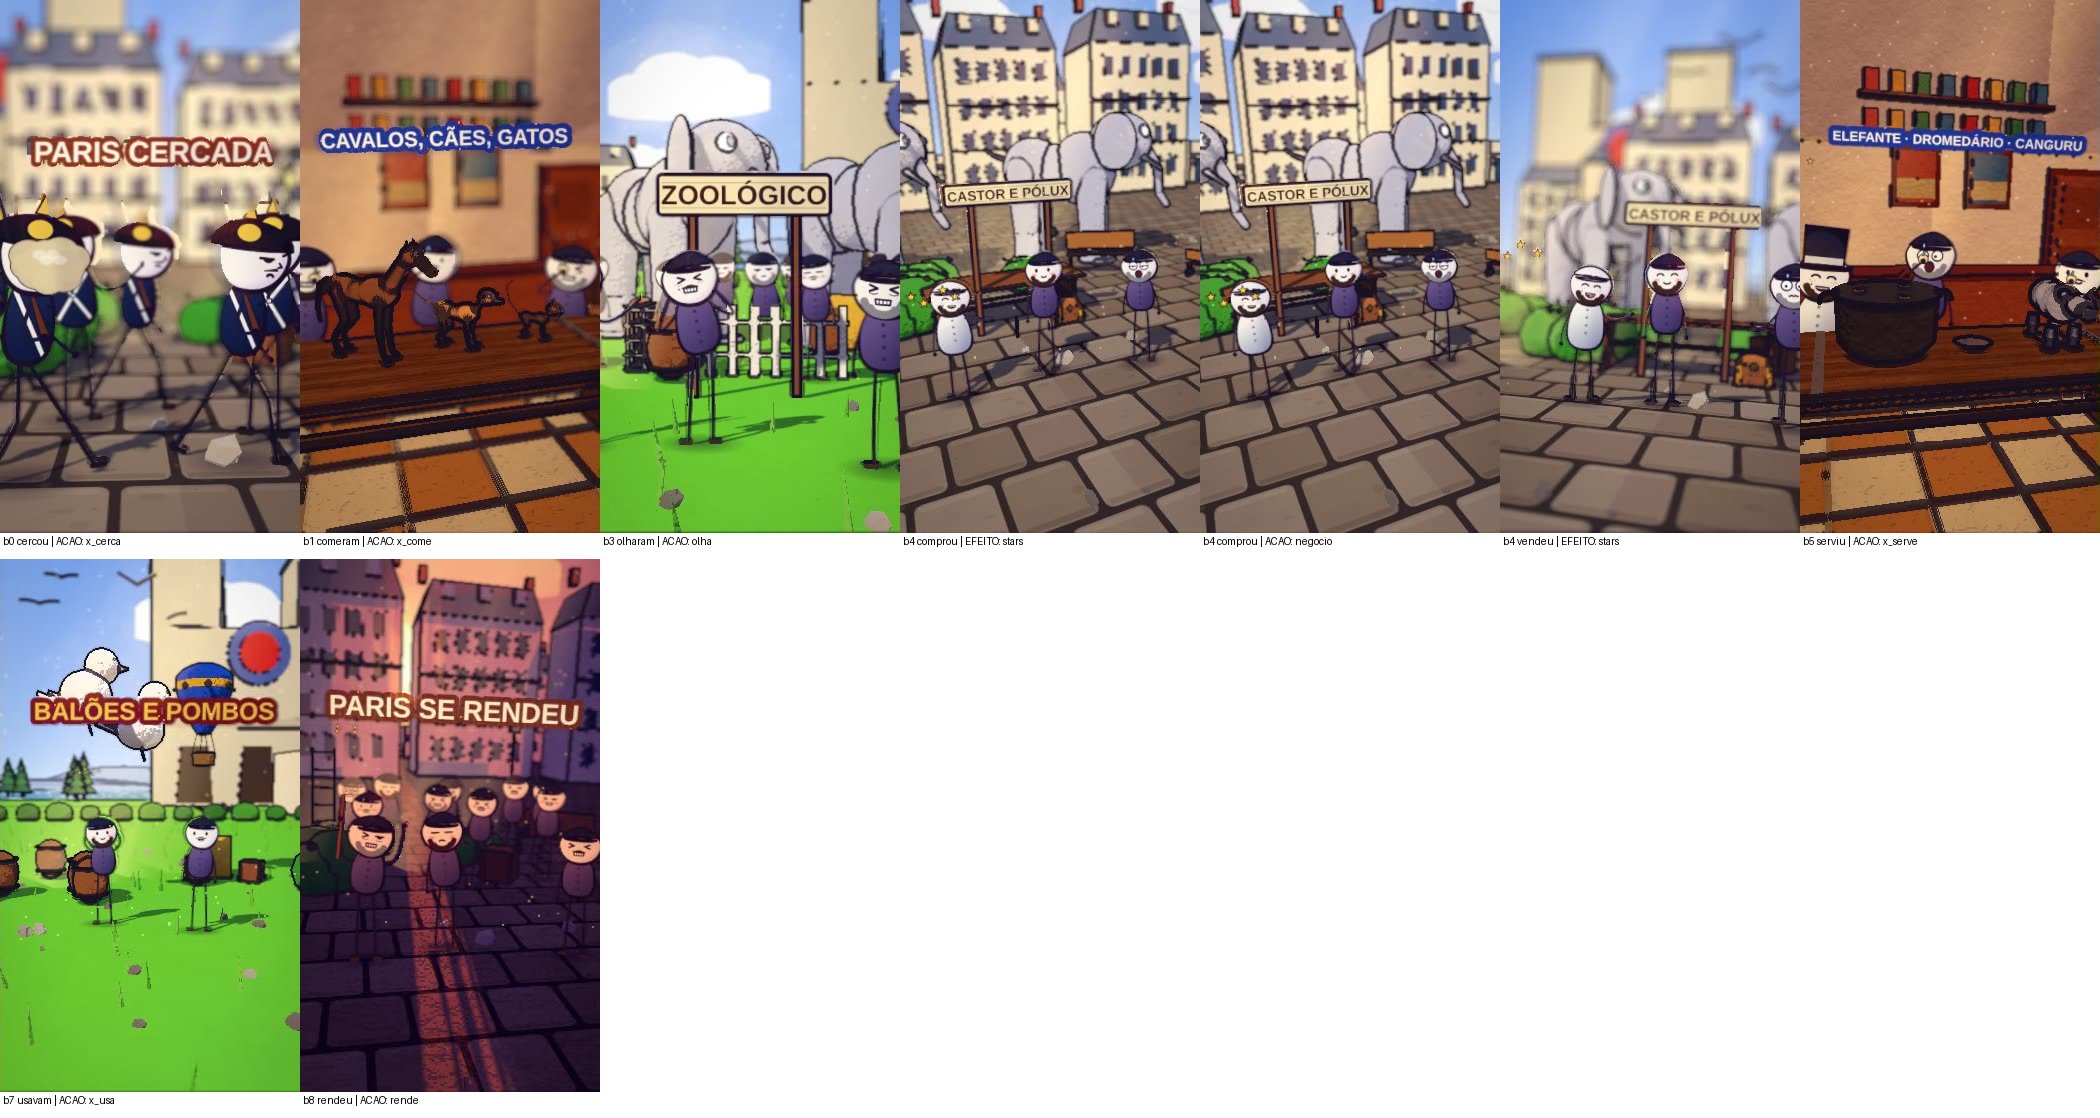 PARIS CERCADA
CAVALOS, CÃES, GATOS
ZOOLÓGICO
CASTOR E PÓLUX
CASTOR E PÓLUX
CASTOR E PÓLUX
ELEFANTE · DROMEDÁRIO · CANGURU
b0 cercou | ACAO: x_cerca
b1 comeram | ACAO: x_come
b3 olharam | ACAO: olha
b4 comprou | EFEITO: stars
b4 comprou | ACAO: negocio
b4 vendeu | EFEITO: stars
b5 serviu | ACAO: x_serve
BALÕES E POMBOS
PARIS SE RENDEU
b7 usavam | ACAO: x_usa
b8 rendeu | ACAO: rende